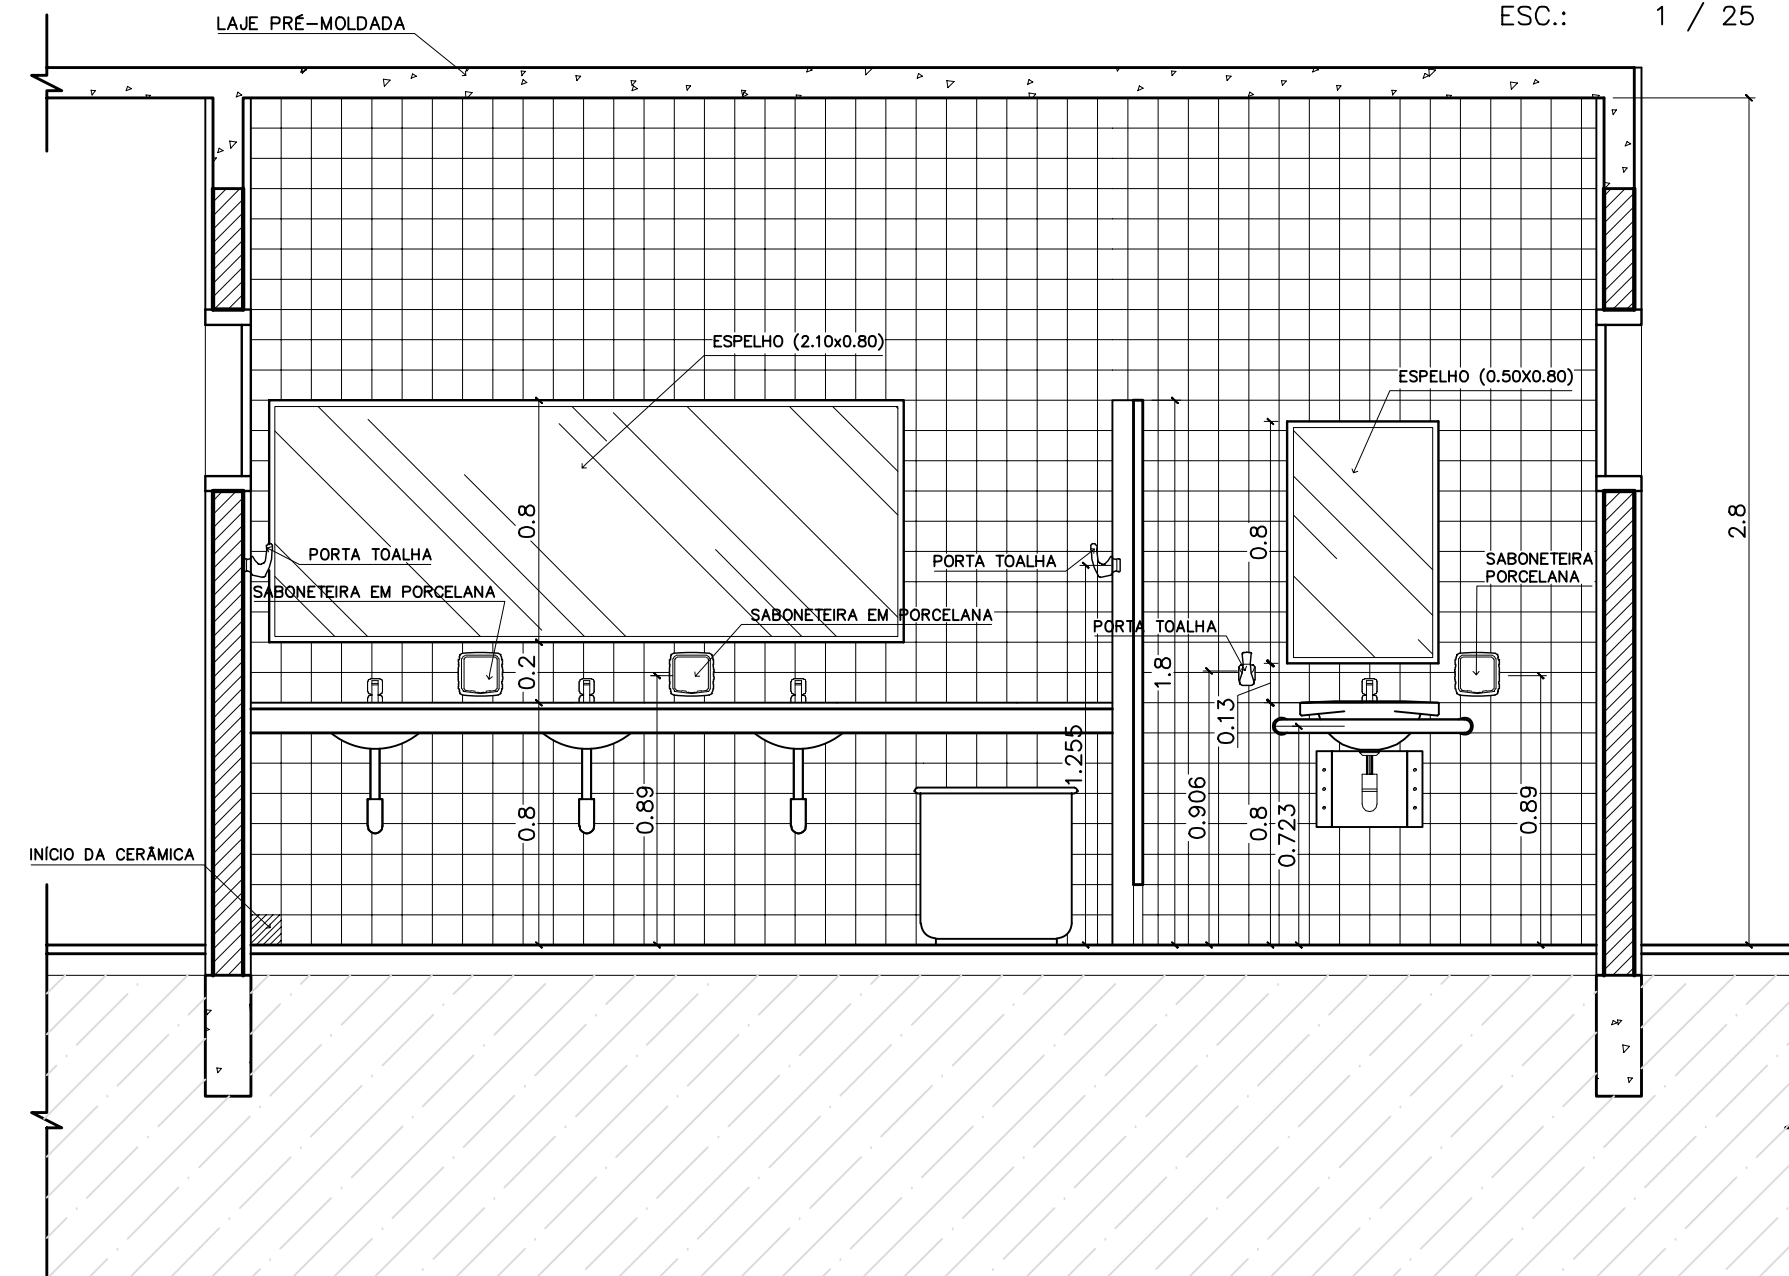 ESC.: 1 / 25
LAJE PRÉ-MOLDADA
ESPELHO (2.10x0.80)
ESPELHO (0.50X0.80)
2.8
0.8
0.8
PORTA TOALHA
PORTA TOALHA
SABONETEIRA
PORCELANA
SABONETEIRA EM PORCELANA
SABONETEIRA EM PORCELANA
PORTA TOALHA
0.2
1.8
0.13
1.255
0.8
0.89
0.906
0.8
0.723
0.89
INÍCIO DA CERÂMICA